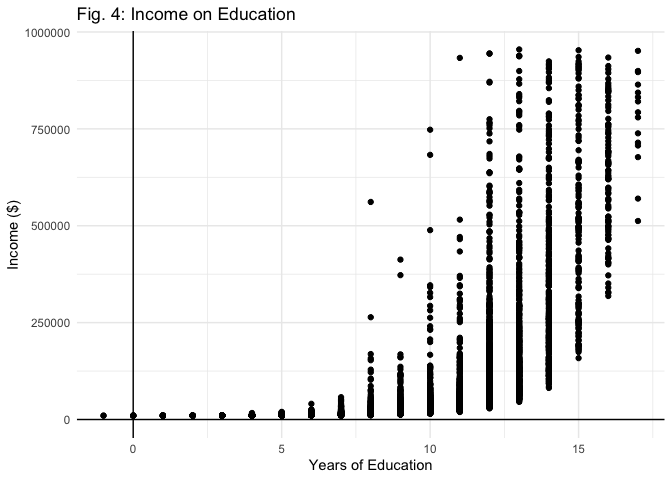 Fig. 4: Income on Education
1000000
750000
500000
250000
0
Income ($)
0 5 10 15
Years of Education